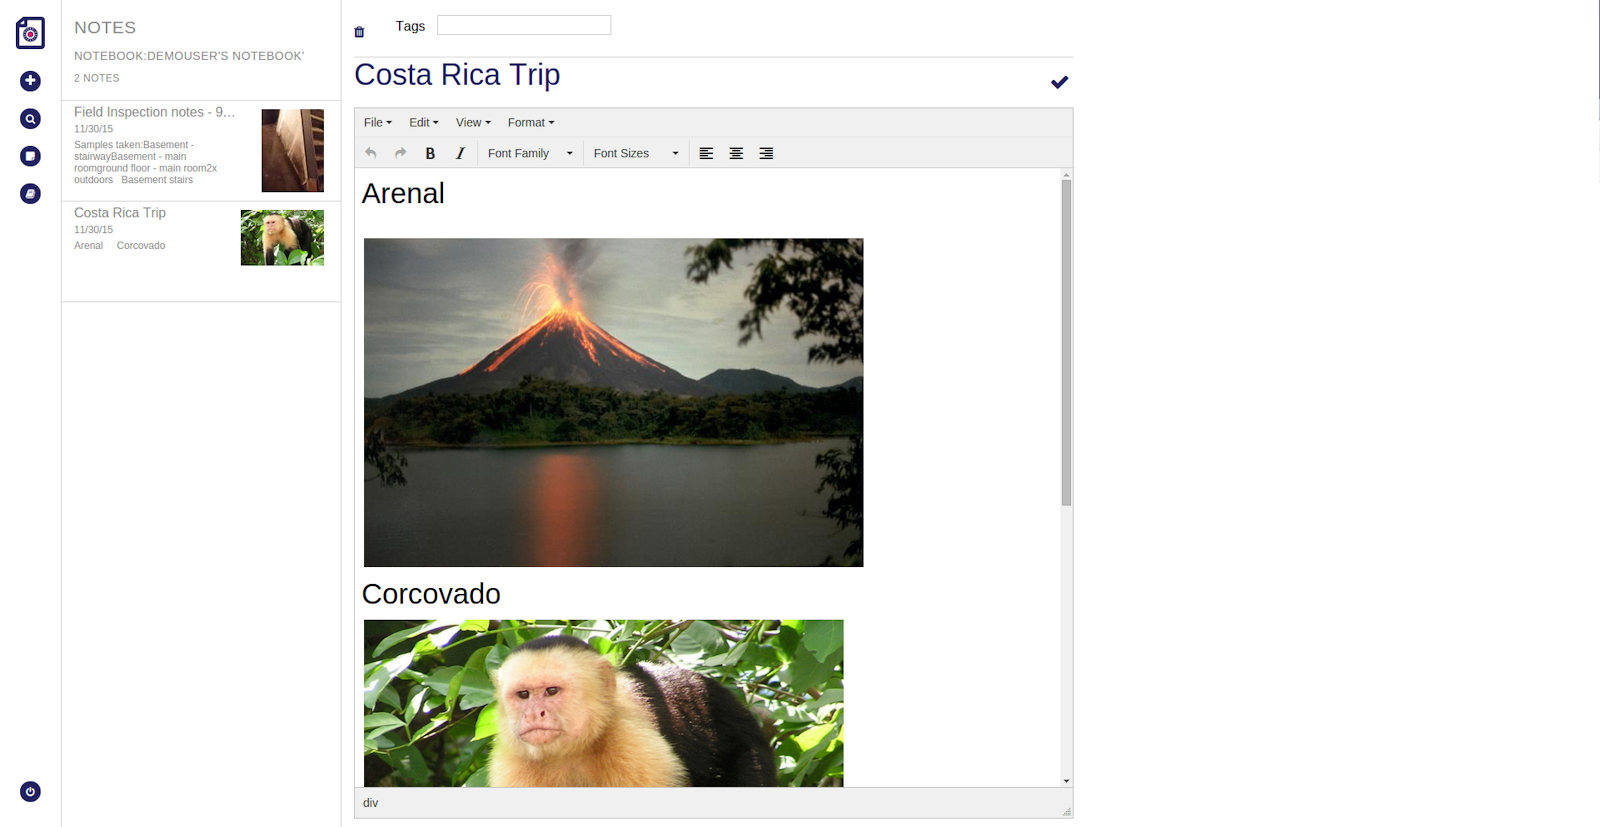 NOTES
NOTEBOOK:DEMOUSER'S NOTEBOOK'
2 NOTES
Field Inspection notes - 9...
11/30/15
Samples taken:Basement -
stairwayBasement - main
roomground floor - main room2x
outdoors Basement stairs
Costa Rica Trip
11/30/15
Arenal Corcovado
Tags
Costa Rica Trip
File Edit View Format
B I Font Family Font Sizes
Arenal
Corcovado
div